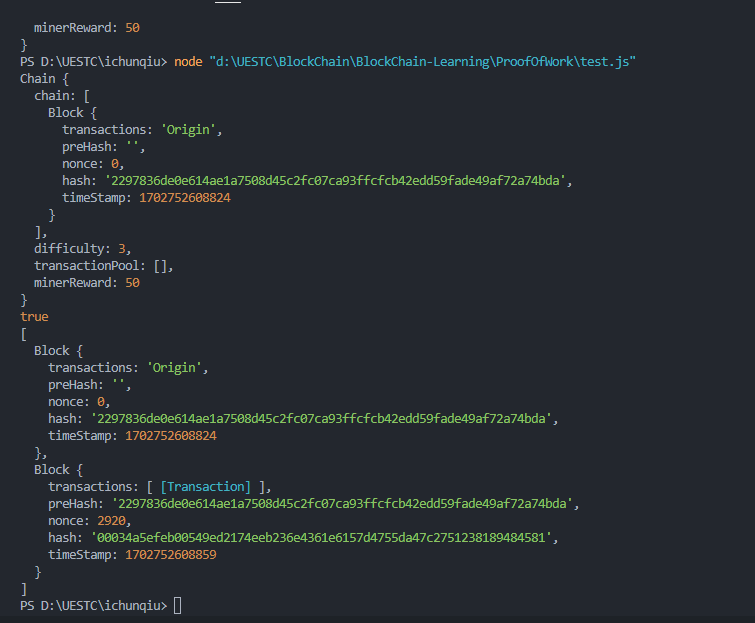 minerReward: 50
}
PS D:\UESTC\ichunqiu> node "d:\UESTC\BlockChain\BlockChain-Learning\ProofOfWork\test.js"
Chain {
chain: [
Block {
transactions: 'Origin',
preHash: '',
nonce: 0,
hash: '2297836de0e614ae1a7508d45c2fc07ca93ffcfcb42edd59fade49af72a74bda',
timeStamp: 1702752608824
}
],
difficulty: 3,
transactionPool: [],
minerReward: 50
}
true
[
Block {
transactions: 'Origin',
preHash: '',
nonce: 0,
hash: '2297836de0e614ae1a7508d45c2fc07ca93ffcfcb42edd59fade49af72a74bda',
timeStamp: 1702752608824
},
Block {
transactions: [ [Transaction] ],
preHash: '2297836de0e614ae1a7508d45c2fc07ca93ffcfcb42edd59fade49af72a74bda',
nonce: 2920,
hash: '00034a5efeb00549ed2174eeb236e4361e6157d4755da47c2751238189484581',
timeStamp: 1702752608859
}
]
PS D:\UESTC\ichunqiu>